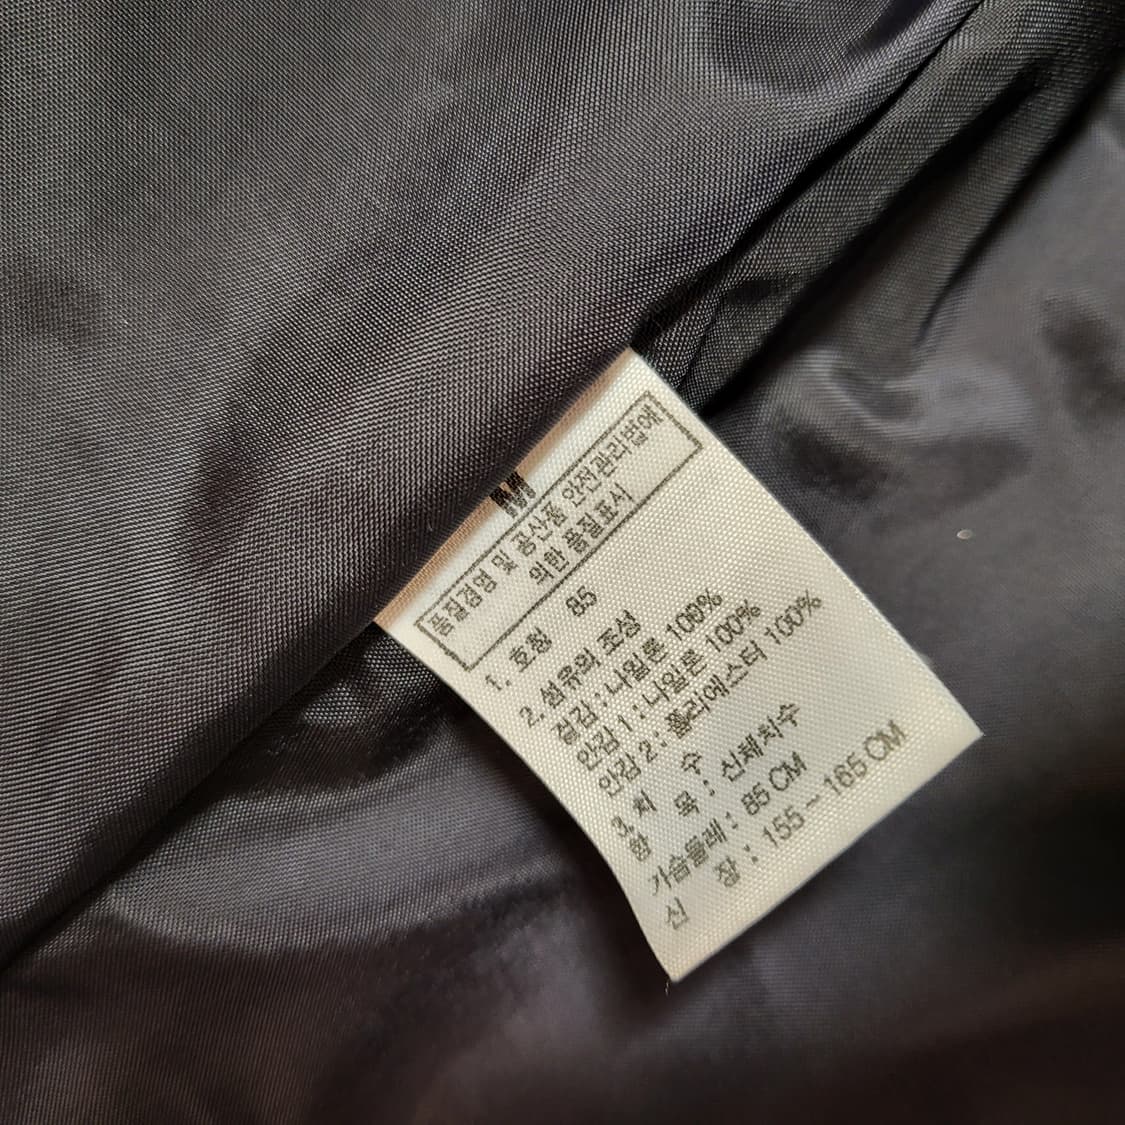 M
품질경영 및 공산품 안전관리법에
의한 품질표시
1. 호칭 85
2. 섬유의 조성
겉감 : 나일론 100%
안감 1 : 나일론 100%
안감 2 : 폴리에스터 100%
3. 치 수
항 목 : 신체치수
가슴둘레 : 85 CM
신 장 : 155 - 165 CM